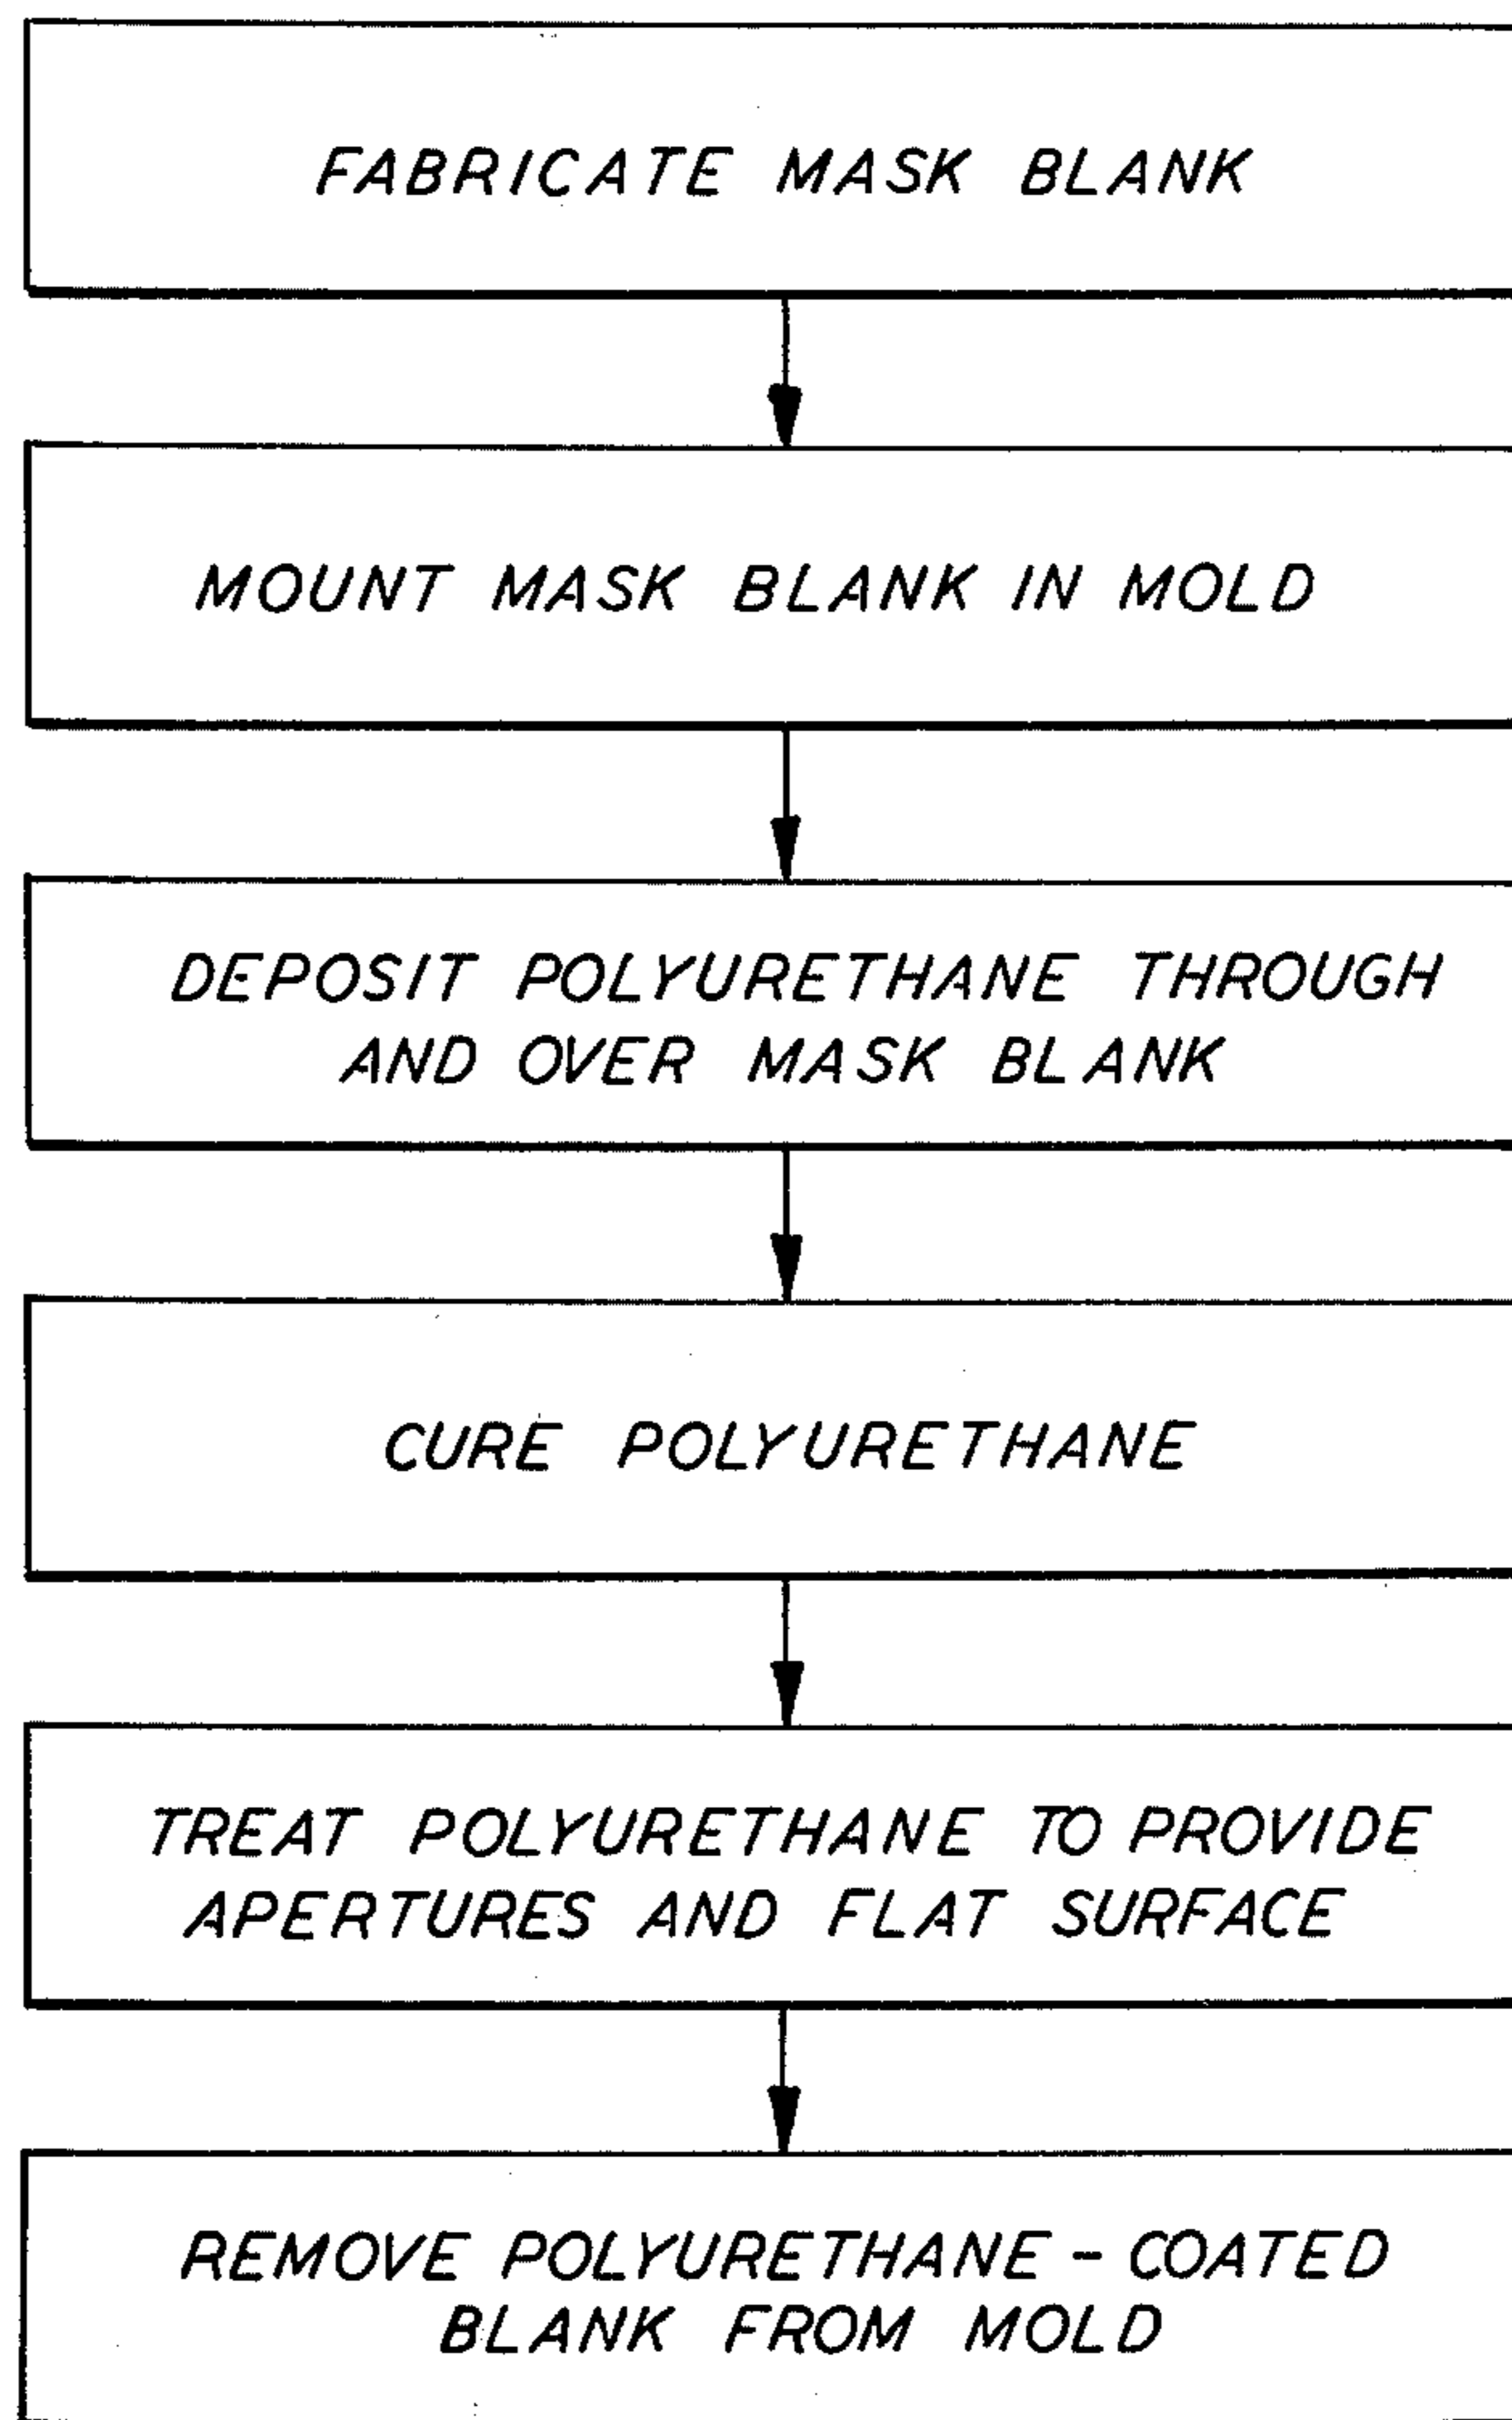 FABRICATE MASK BLANK
MOUNT MASK BLANK IN MOLD
DEPOSIT POLYURETHANE THROUGH
AND OVER MASK BLANK
CURE POLYURETHANE
TREAT POLYURETHANE TO PROVIDE
APERTURES AND FLAT SURFACE
REMOVE POLYURETHANE - COATED
BLANK FROM MOLD